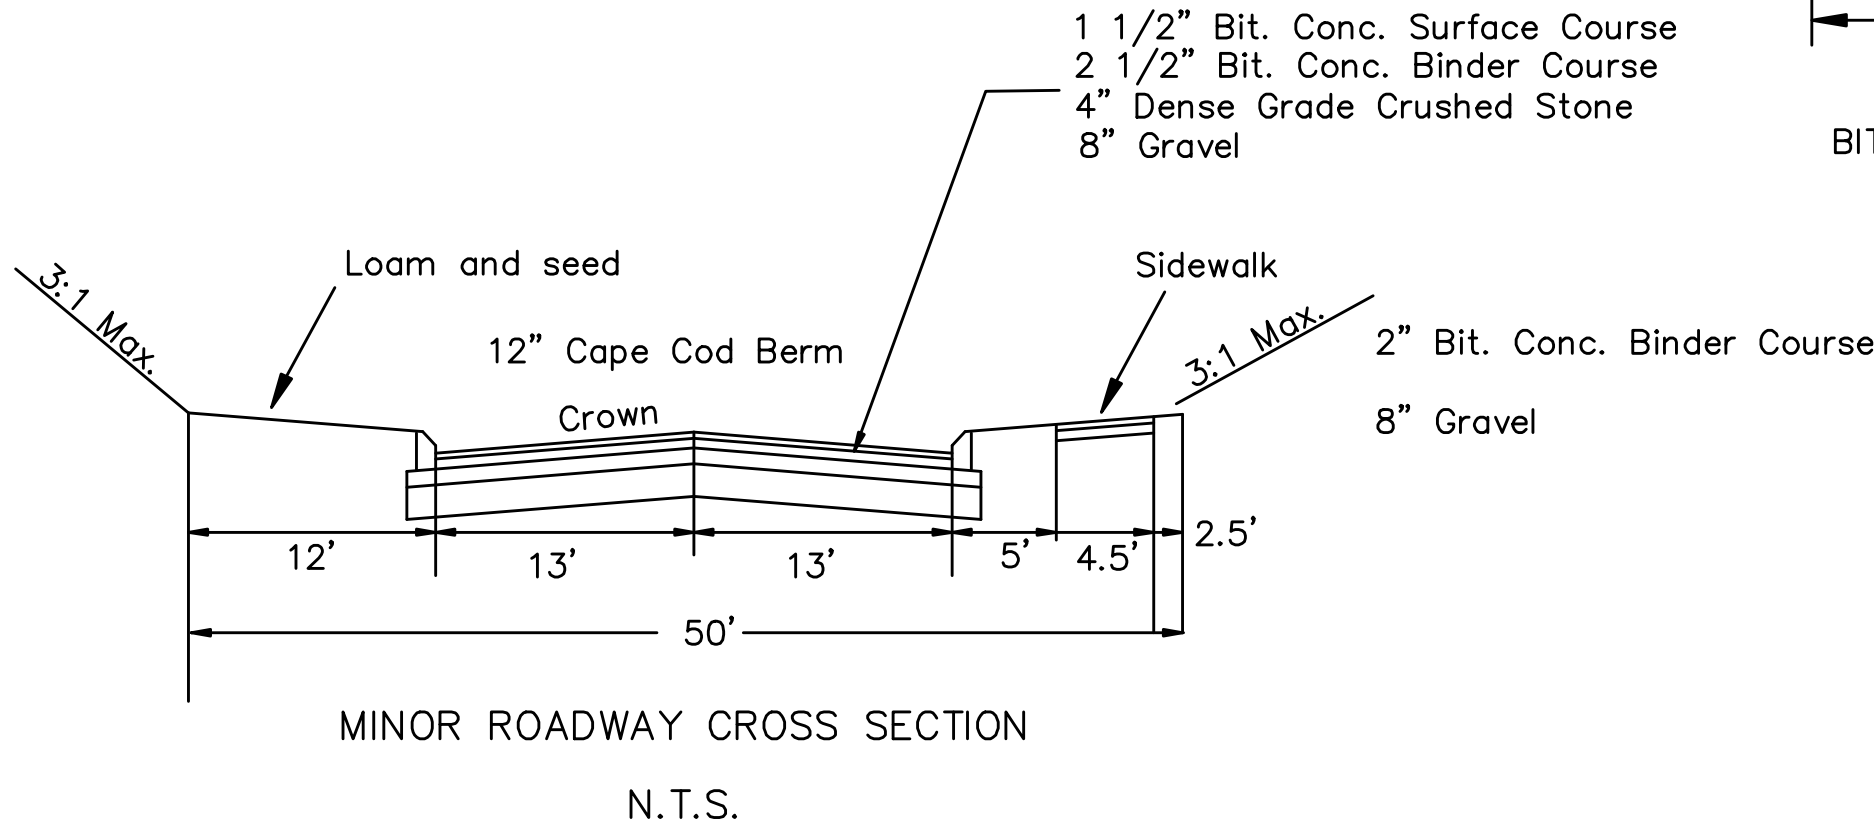 1 1/2” Bit. Conc. Surface Course
2 1/2” Bit. Conc. Binder Course
4” Dense Grade Crushed Stone
8” Gravel
BIT
Loam and seed
Sidewalk
3:1 Max.
12” Cape Cod Berm
3:1 Max.
2” Bit. Conc. Binder Course
Crown
8” Gravel
12’
13’
13’
5’
4.5’
2.5’
50’
MINOR ROADWAY CROSS SECTION
N.T.S.